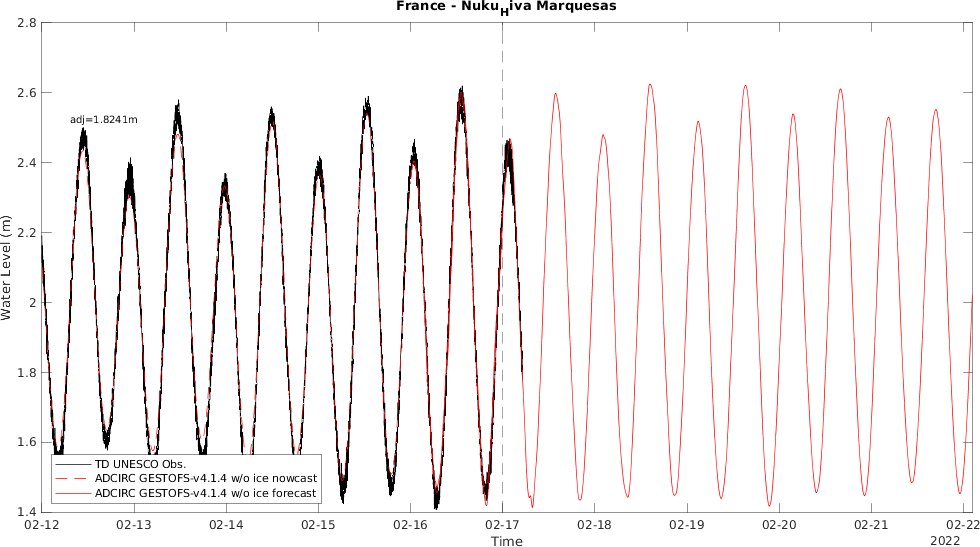 France - Nuku_Hiva Marquesas
2.8
2.6
adj=1.8241m
2.4
2.2
Water Level (m)
2
1.8
1.6
TD UNESCO Obs.
ADCIRC GESTOFS-v4.1.4 w/o ice nowcast
ADCIRC GESTOFS-v4.1.4 w/o ice forecast
1.4
02-12 02-13 02-14 02-15 02-16 02-17 02-18 02-19 02-20 02-21 02-22
Time
2022